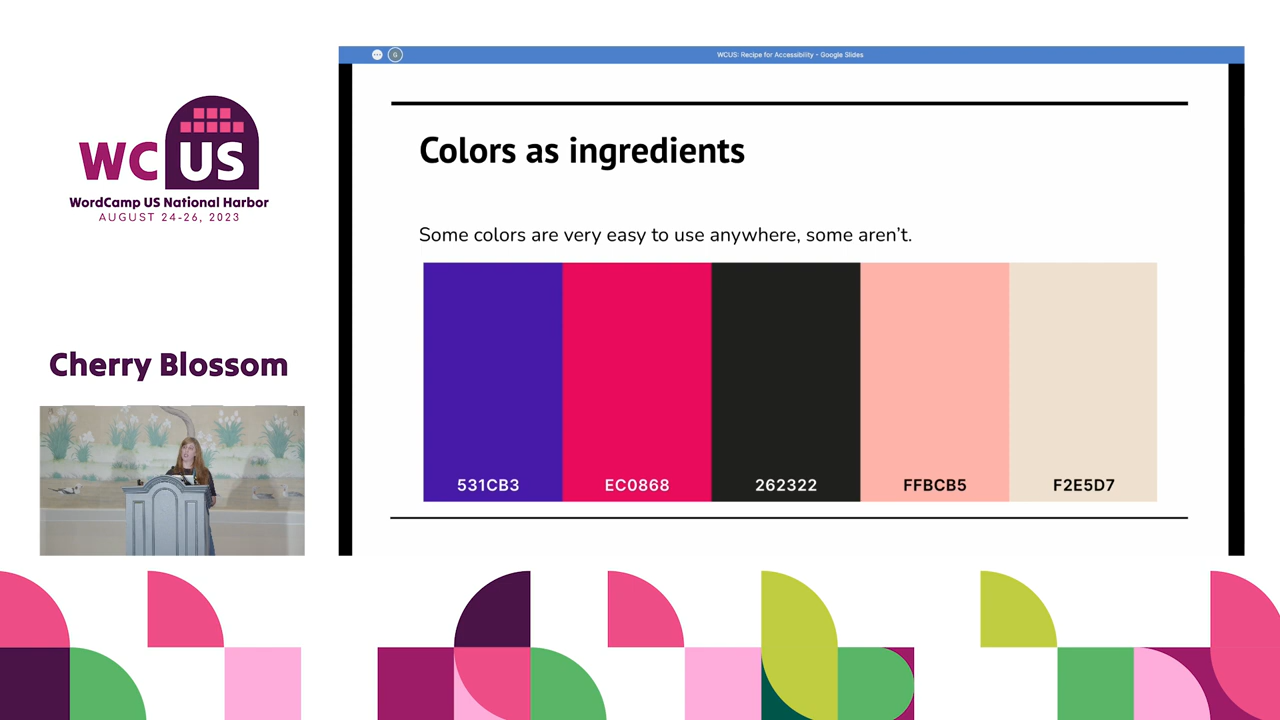 WCUS: Recipe for Accessibility - Google Slides
G
WC US
WordCamp US National Harbor
AUGUST 24-26, 2023
Cherry Blossom
Colors as ingredients
Some colors are very easy to use anywhere, some aren’t.
531CB3
EC0868
262322
FFBCB5
F2E5D7